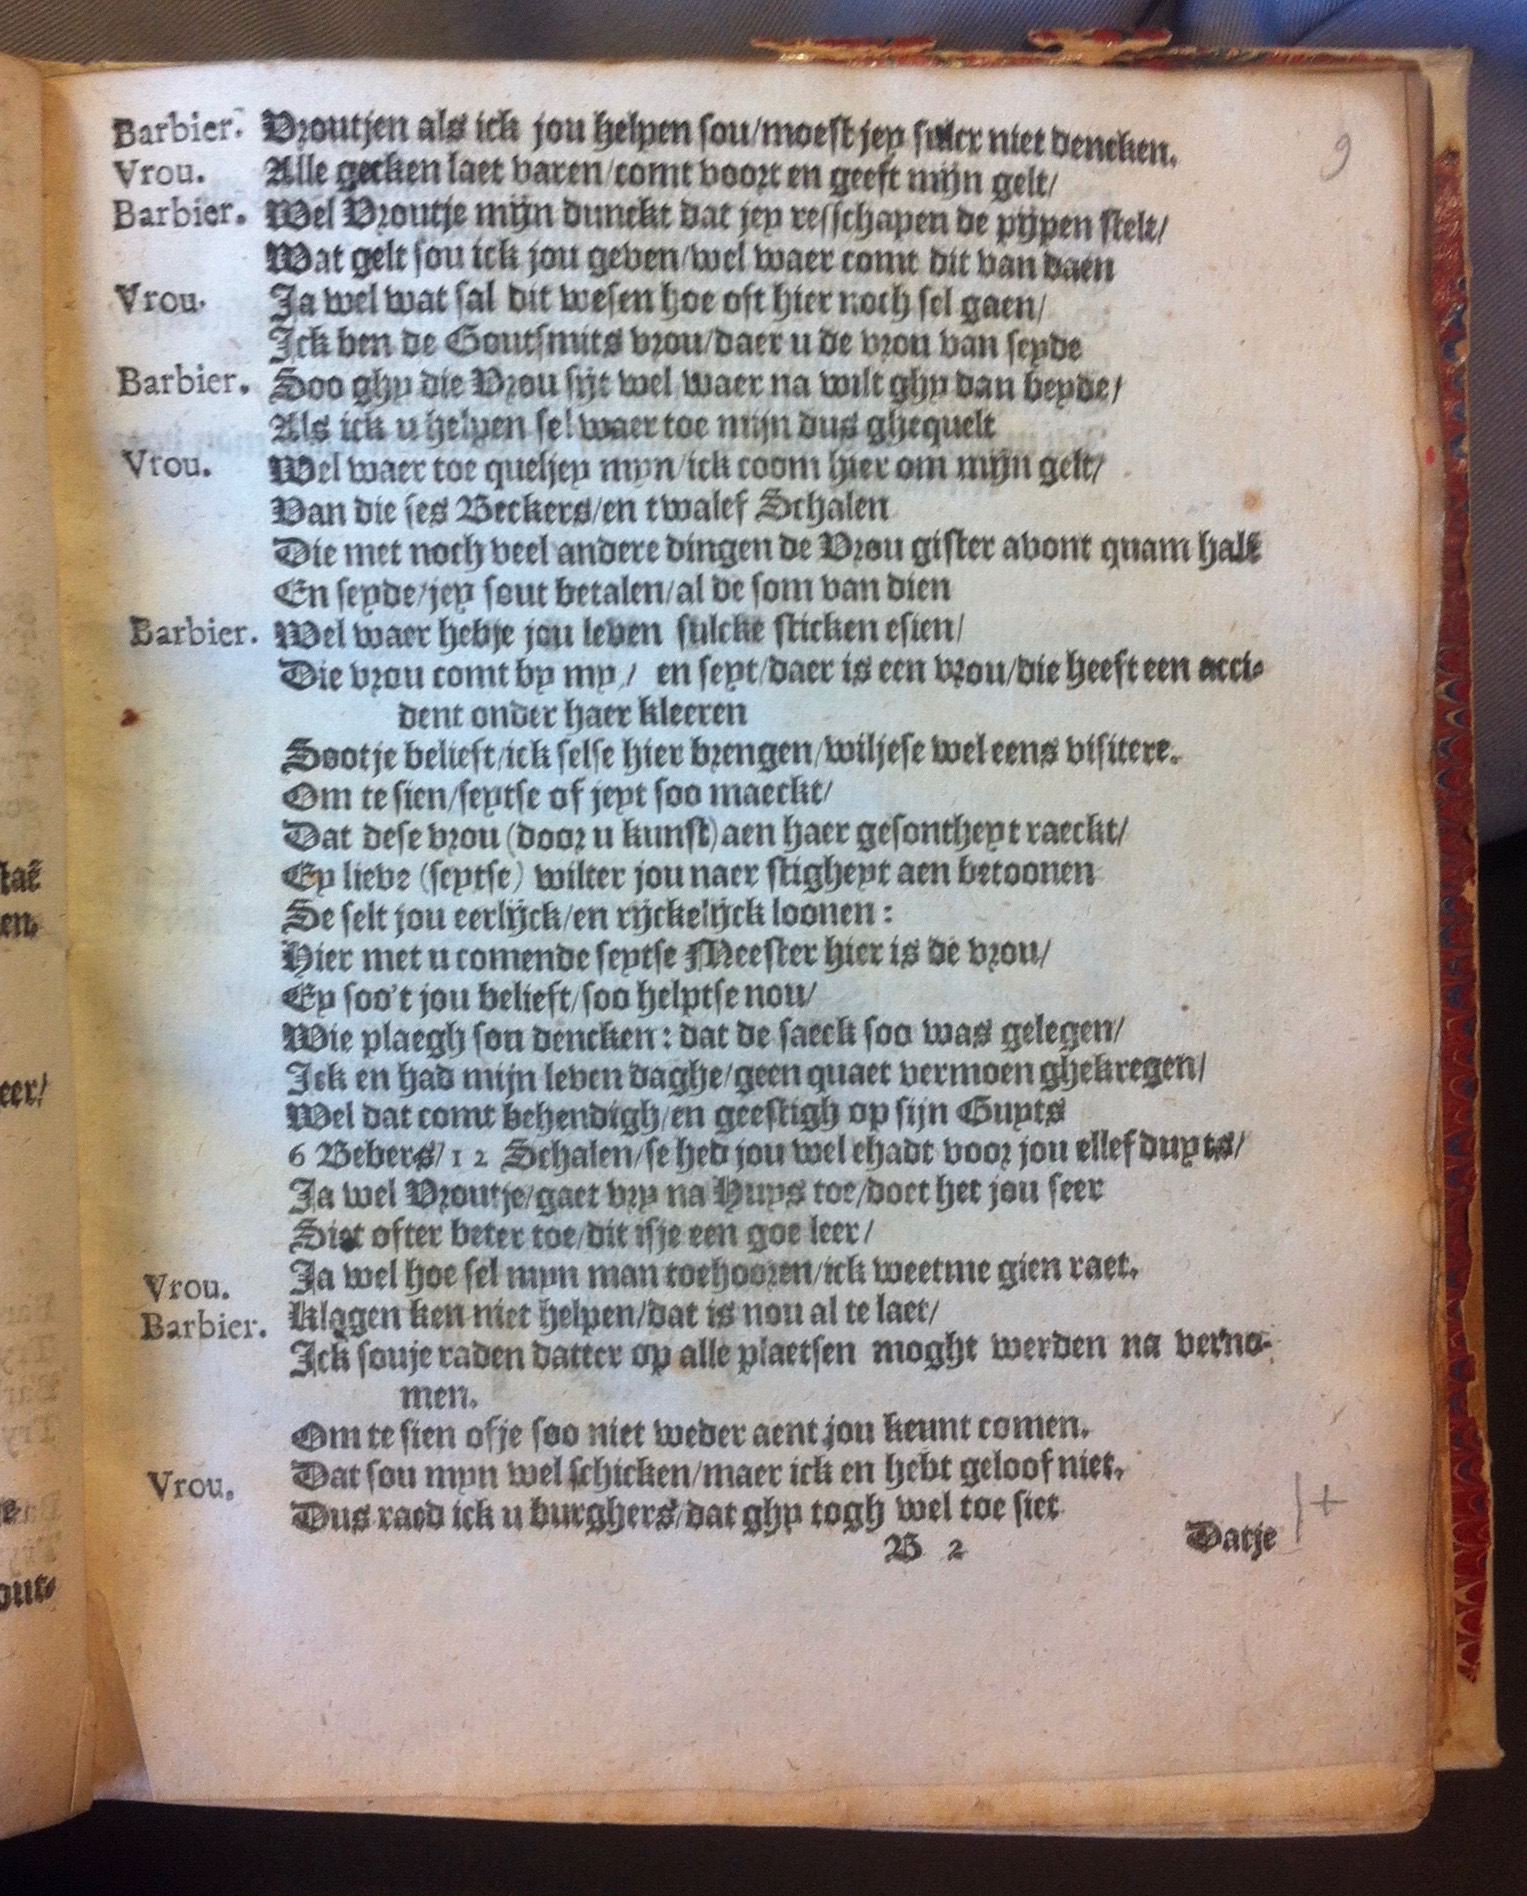 9
Barbier. Vroutjen als ick jou helpen sou/moest jey sulcx niet dencken.
Vrou. Alle gecken laet varen/comt voort en geeft mijn gelt/
Barbier. Wel Vroutje mijn dunckt dat jey resschapen de pijpen stelt/
Wat gelt sou ick jou geven/wel waer comt dit van daen
Vrou. Ja wel wat sal dit wesen hoe oft hier noch sel gaen/
Ick ben de Goutsmits vrou/daer u de vrou van seyde
Barbier. Soo ghy die Vrou sijt wel waer na wilt ghy dan beyde/
Als ick u helpen sel waer toe mijn dus ghequelt
Vrou. Wel waer toe queljey myn/ick coom hier om mijn gelt/
Van die ses Beckers/en twalef Schalen
Die met noch veel andere dingen de Vrou gister avont quam halē
En seyde/jey sout betalen/al de som van dien
Barbier. Wel waer hebje jou leven sulcke sticken esien/
Die vrou comt by my/ en seyt/daer is een vrou/die heeft een acci-
dent onder haer kleeren
Sootje beliest/ick selse hier brengen/wiljese wel eens visitere.
Om te sien/seytse of jeyt soo maeckt/
Dat dese vrou (door u kunst) aen haer gesontheyt raeckt/
Ey lieve (seytse) wilter jou naer stigheyt aen betoonen
Se selt jou eerlijck/en rijckelijck loonen:
Hier met u comende seytse Meester hier is de vrou/
Ey soo't jou belieft/soo helptse nou/
Wie plaegh sou dencken: dat de saeck soo was gelegen/
Ick en had mijn leven daghe/geen quaet vermoen ghekregen/
Wel dat comt behendigh/en geestigh op sijn Guyts
6 Bevers/12 Schalen/se hed jou wel ehadt voor jou ellef duyts/
Ja wel Vroutje/gaet vry na Huys toe/doet het jou seer
Siet ofter beter toe/dit isje een goe leer/
Vrou. Ja wel hoe sel myn man toehooren/ick weetme gien raet.
Barbier. Klagen ken niet helpen/dat is nou al te laet/
Ick souje raden datter op alle plaetsen moght werden na verno-
men.
Om te sien ofje soo niet weder aent jou keunt comen.
Vrou. Dat sou myn wel schicken/maer ick en hebt geloof niet.
Dus raed ick u burghers/dat ghy togh wel toe siet
B 2 Datje